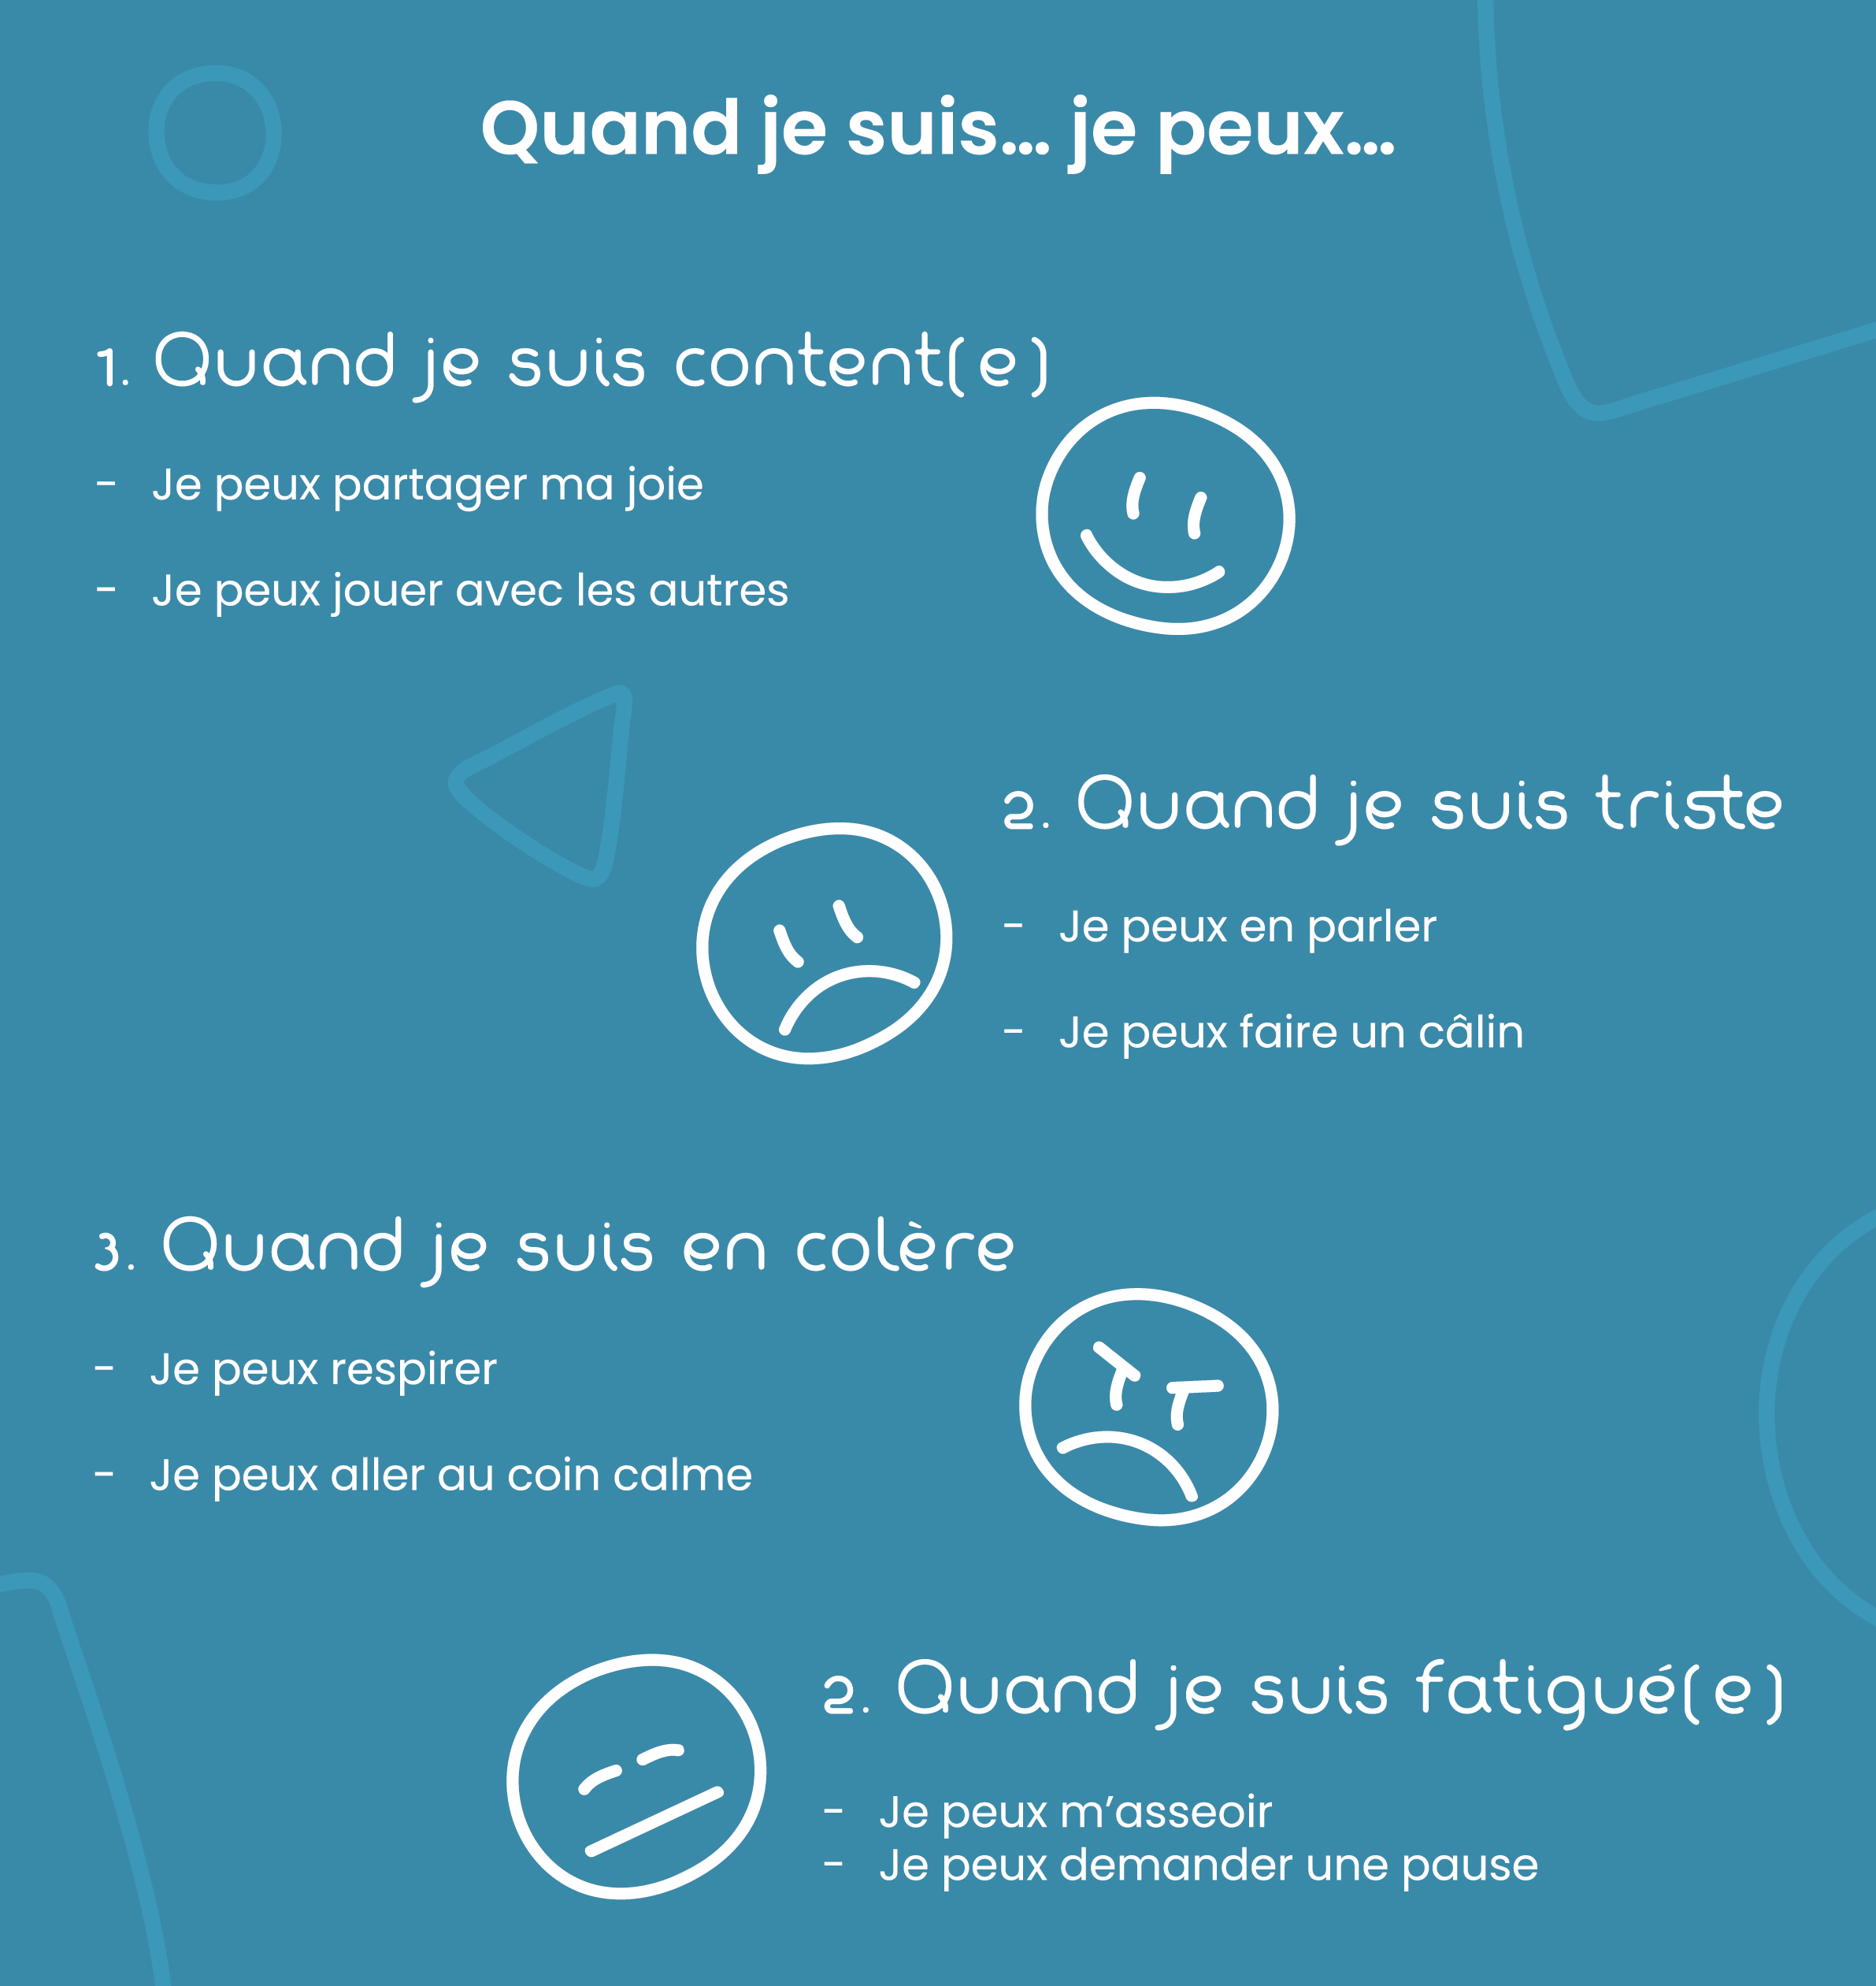 Quand je suis... je peux...
1. Quand je suis content(e)
- Je peux partager ma joie
- Je peux jouer avec les autres
2. Quand je suis triste
- Je peux en parler
- Je peux faire un câlin
3. Quand je suis en colère
- Je peux respirer
- Je peux aller au coin calme
2. Quand je suis fatigué(e)
- Je peux m’asseoir
- Je peux demander une pause